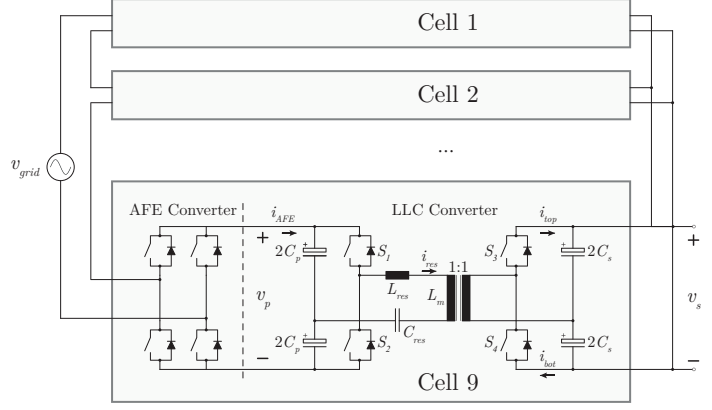 Cell 1
Cell 2
...
v_grid
AFE Converter
i_AFE
LLC Converter
i_top
+
2C_p
+
S_1
i_res
1:1
S_3
+
2C_s
+
v_p
L_res
L_m
v_s
C_res
+
2C_p
S_2
S_4
i_bot
+
2C_s
−
−
Cell 9